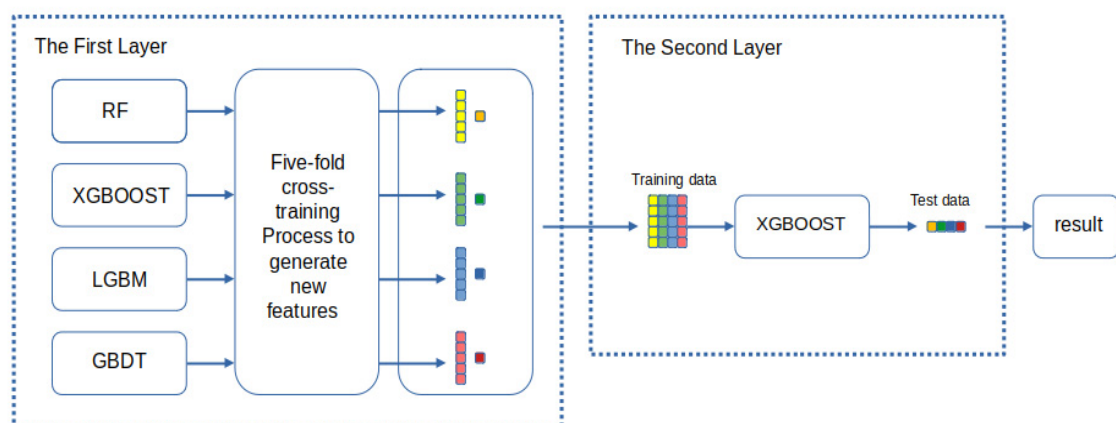 The First Layer
RF
XGBOOST
LGBM
GBDT
Five-fold
cross-
training
Process to
generate
new
features
The Second Layer
Training data
XGBOOST
Test data
result